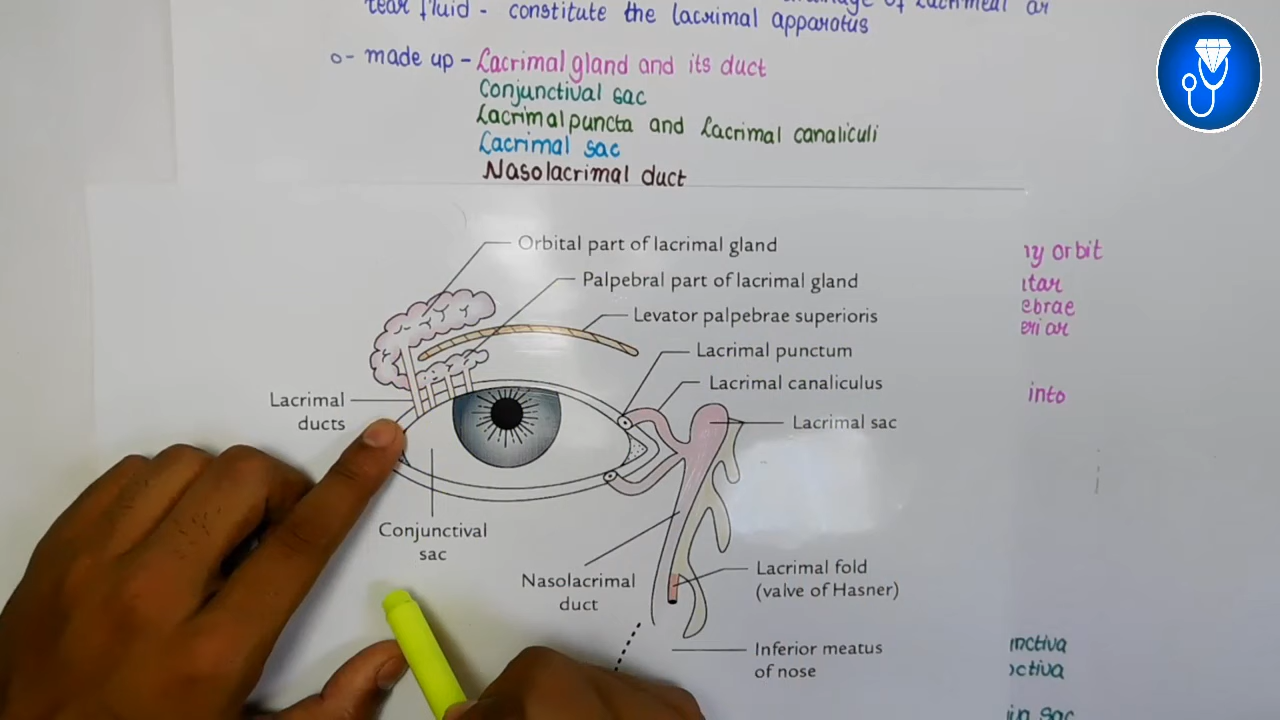 tear fluid - constitute the lacrimal apparatus
o- made up - Lacrimal gland and its duct
Conjunctival sac
Lacrimal puncta and Lacrimal canaliculi
Lacrimal sac
Nasolacrimal duct
Orbital part of lacrimal gland
Palpebral part of lacrimal gland
Levator palpebrae superioris
Lacrimal punctum
Lacrimal canaliculus
Lacrimal sac
Lacrimal
ducts
Conjunctival
sac
Nasolacrimal
duct
Lacrimal fold
(valve of Hasner)
Inferior meatus
of nose
orbit
into